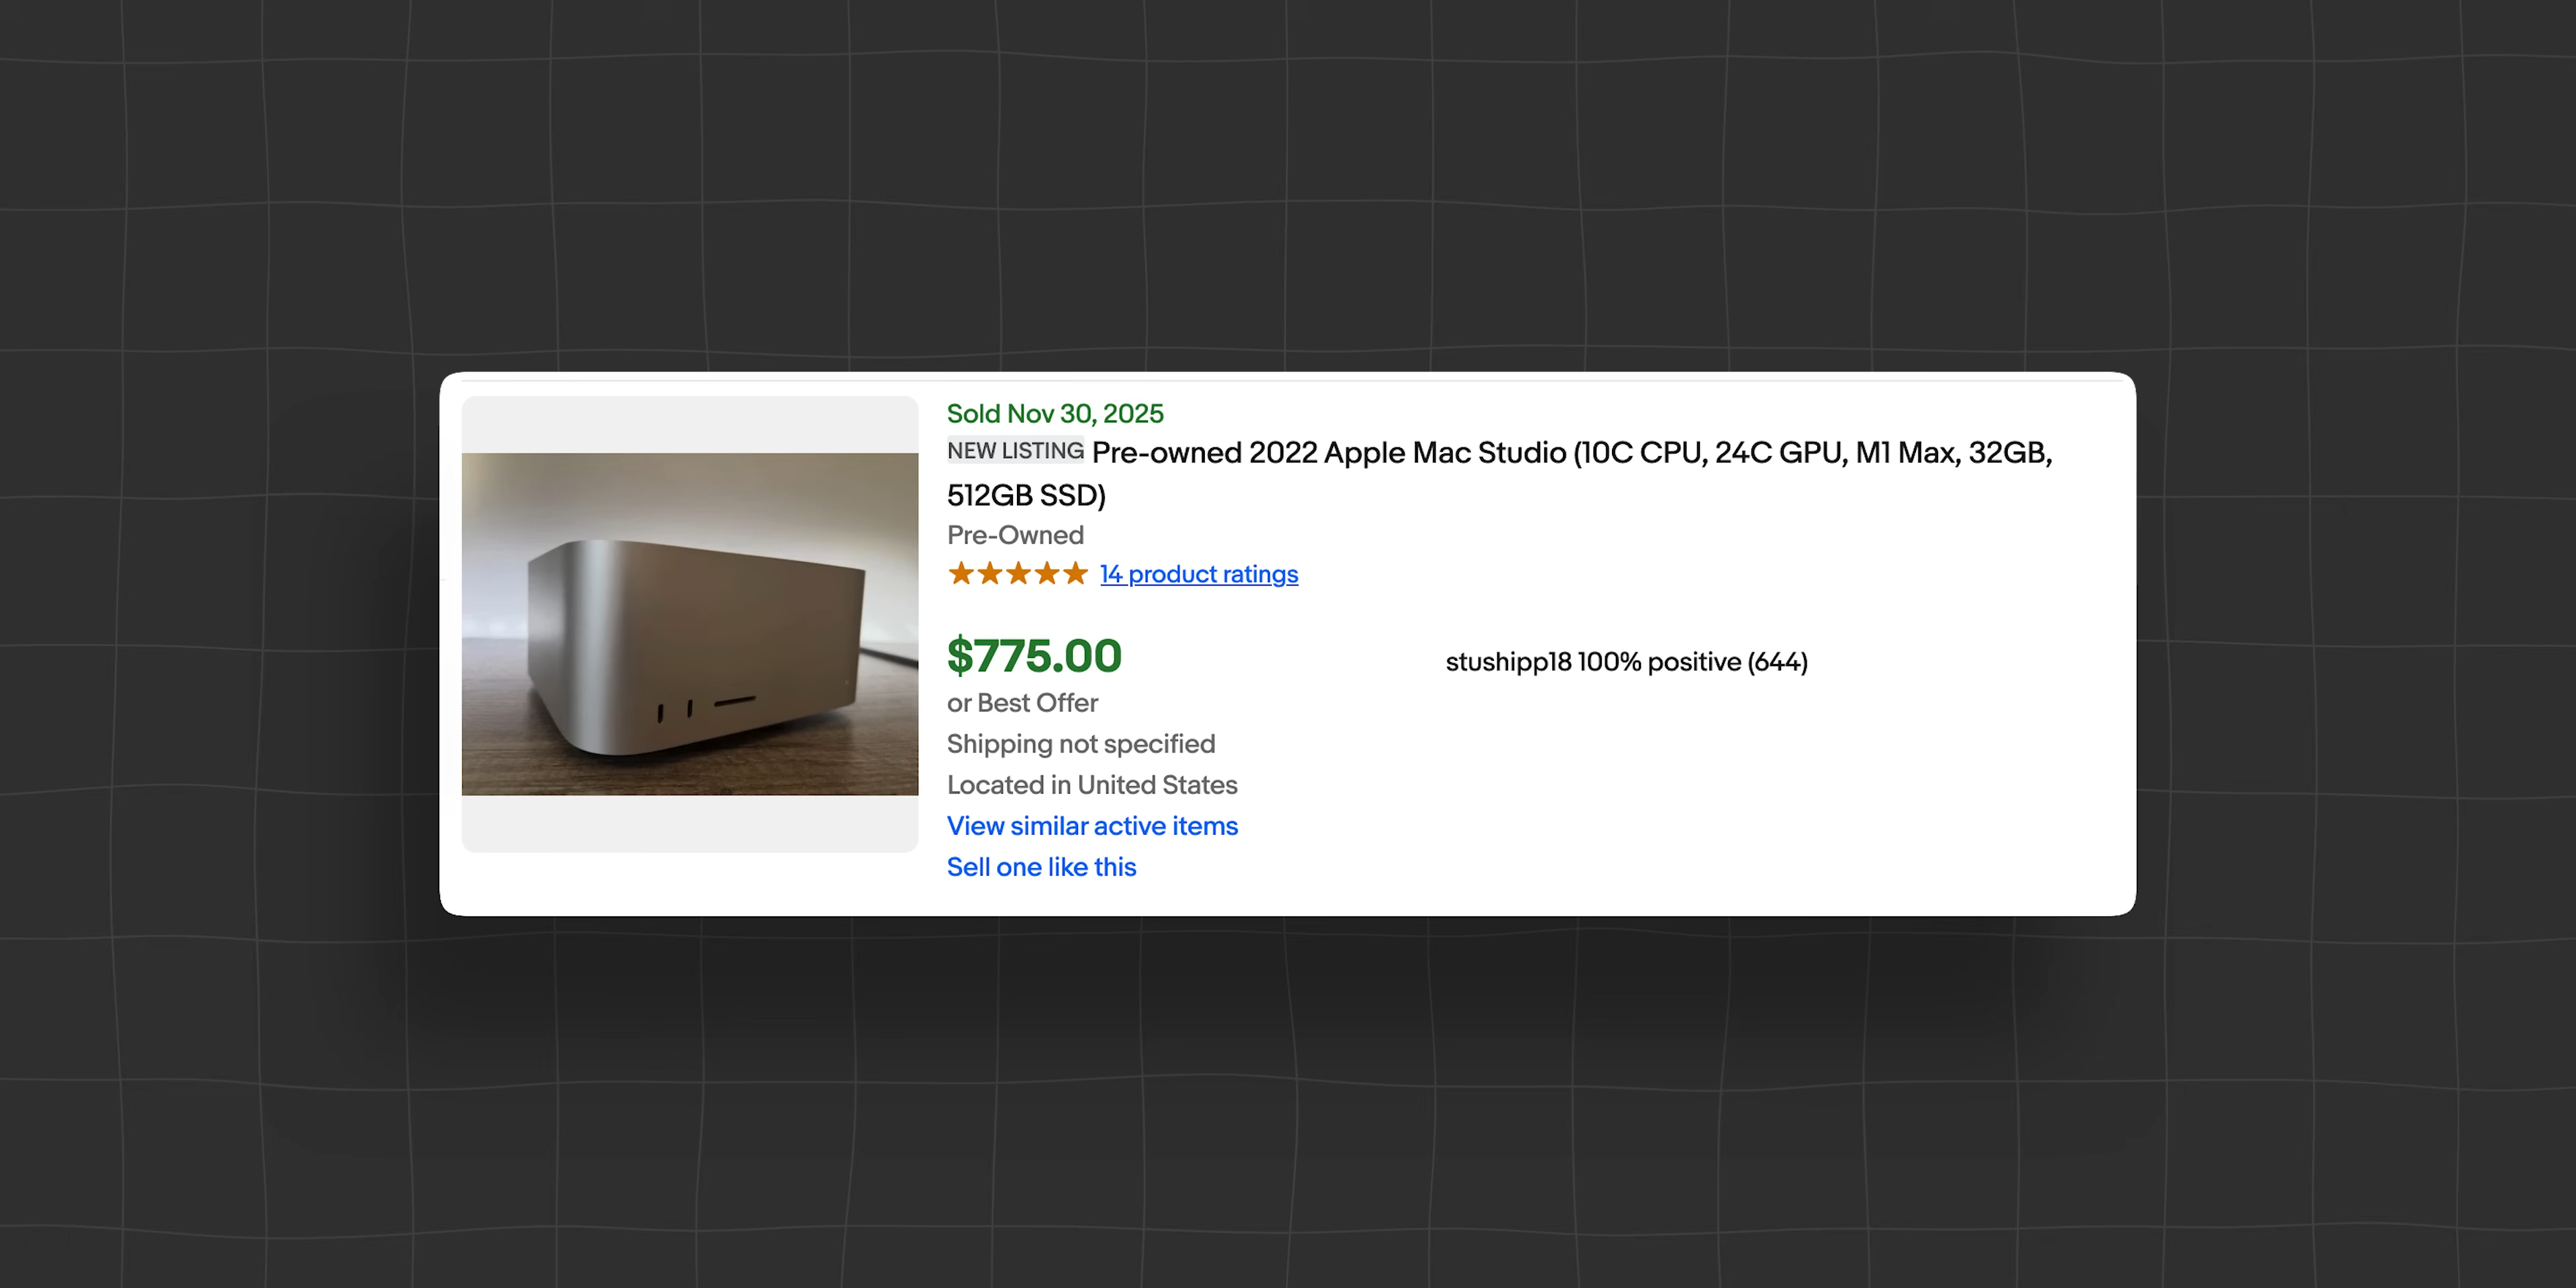 Sold Nov 30, 2025
NEW LISTING Pre-owned 2022 Apple Mac Studio (10C CPU, 24C GPU, M1 Max, 32GB,
512GB SSD)
Pre-Owned
14 product ratings
$775.00
stushipp18 100% positive (644)
or Best Offer
Shipping not specified
Located in United States
View similar active items
Sell one like this